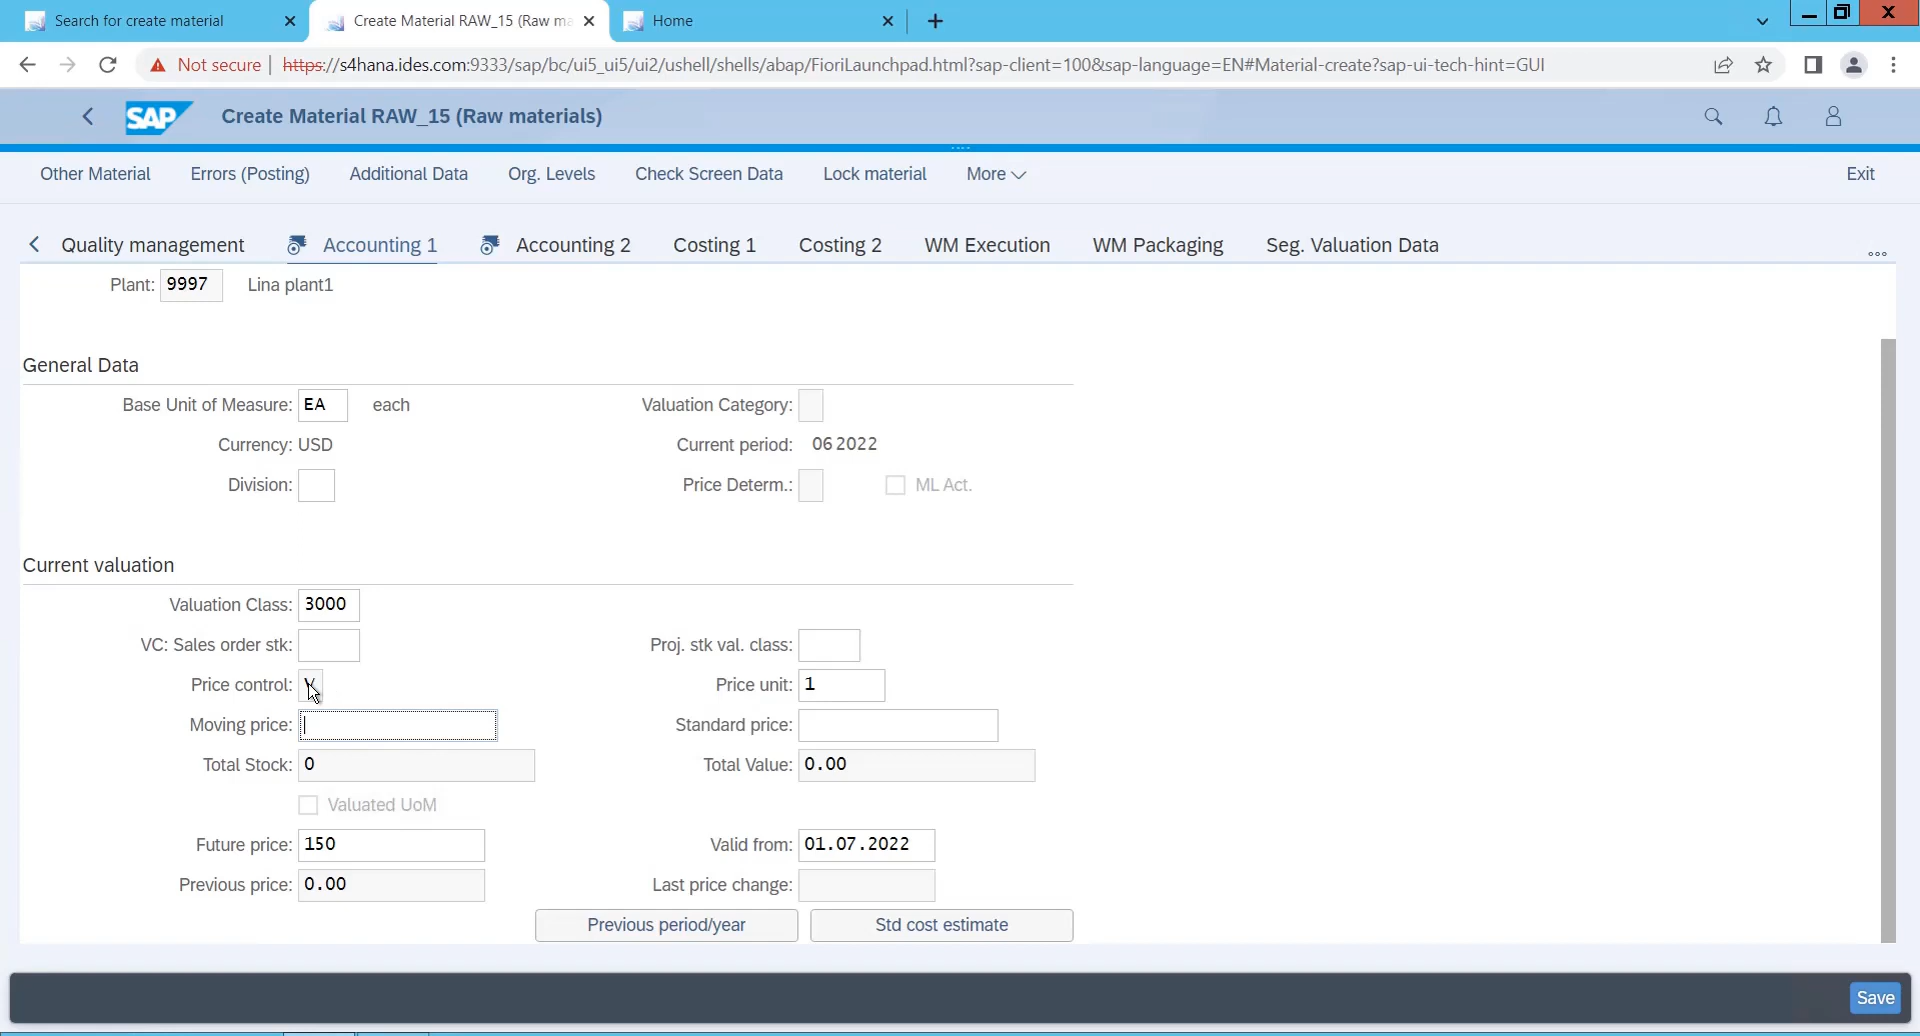 Search for create material
Create Material RAW_15 (Raw ma
Home
Not secure
https://s4hana.ides.com:9333/sap/bc/ui5_ui5/ui2/ushell/shells/abap/FioriLaunchpad.html?sap-client=100&sap-language=EN#Material-create?sap-ui-tech-hint=GUI
SAP Create Material RAW_15 (Raw materials)
Other Material Errors (Posting) Additional Data Org. Levels Check Screen Data Lock material More Exit
Quality management Accounting 1 Accounting 2 Costing 1 Costing 2 WM Execution WM Packaging Seg. Valuation Data
Plant: 9997 Lina plant1
General Data
Base Unit of Measure: EA each Valuation Category:
Currency: USD Current period: 06 2022
Division: Price Determ.: ML Act.
Current valuation
Valuation Class: 3000
VC: Sales order stk: Proj. stk val. class:
Price control: V Price unit: 1
Moving price: Standard price:
Total Stock: 0 Total Value: 0.00
Valuated UoM
Future price: 150 Valid from: 01.07.2022
Previous price: 0.00 Last price change:
Previous period/year Std cost estimate
Save